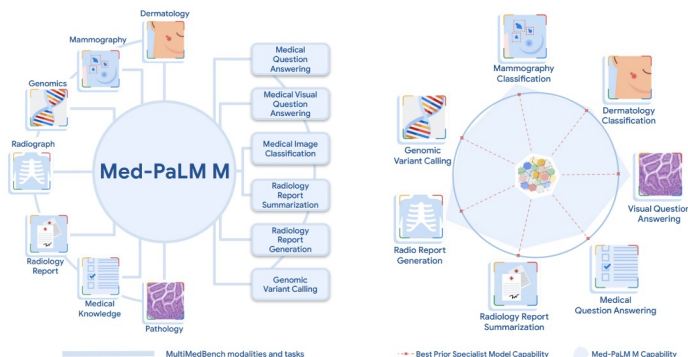 Dermatology
Mammography
Genomics
Radiograph
Radiology
Report
Medical
Knowledge
Pathology
Med-PaLM M
Medical
Question
Answering
Medical Visual
Question
Answering
Medical Image
Classification
Radiology
Report
Summarization
Radiology
Report
Generation
Genomic
Variant Calling
MultiMedBench modalities and tasks
Mammography
Classification
Dermatology
Classification
Genomic
Variant Calling
Visual Question
Answering
Radio Report
Generation
Medical
Question Answering
Radiology Report
Summarization
Best Prior Specialist Model Capability
Med-PaLM M Capability